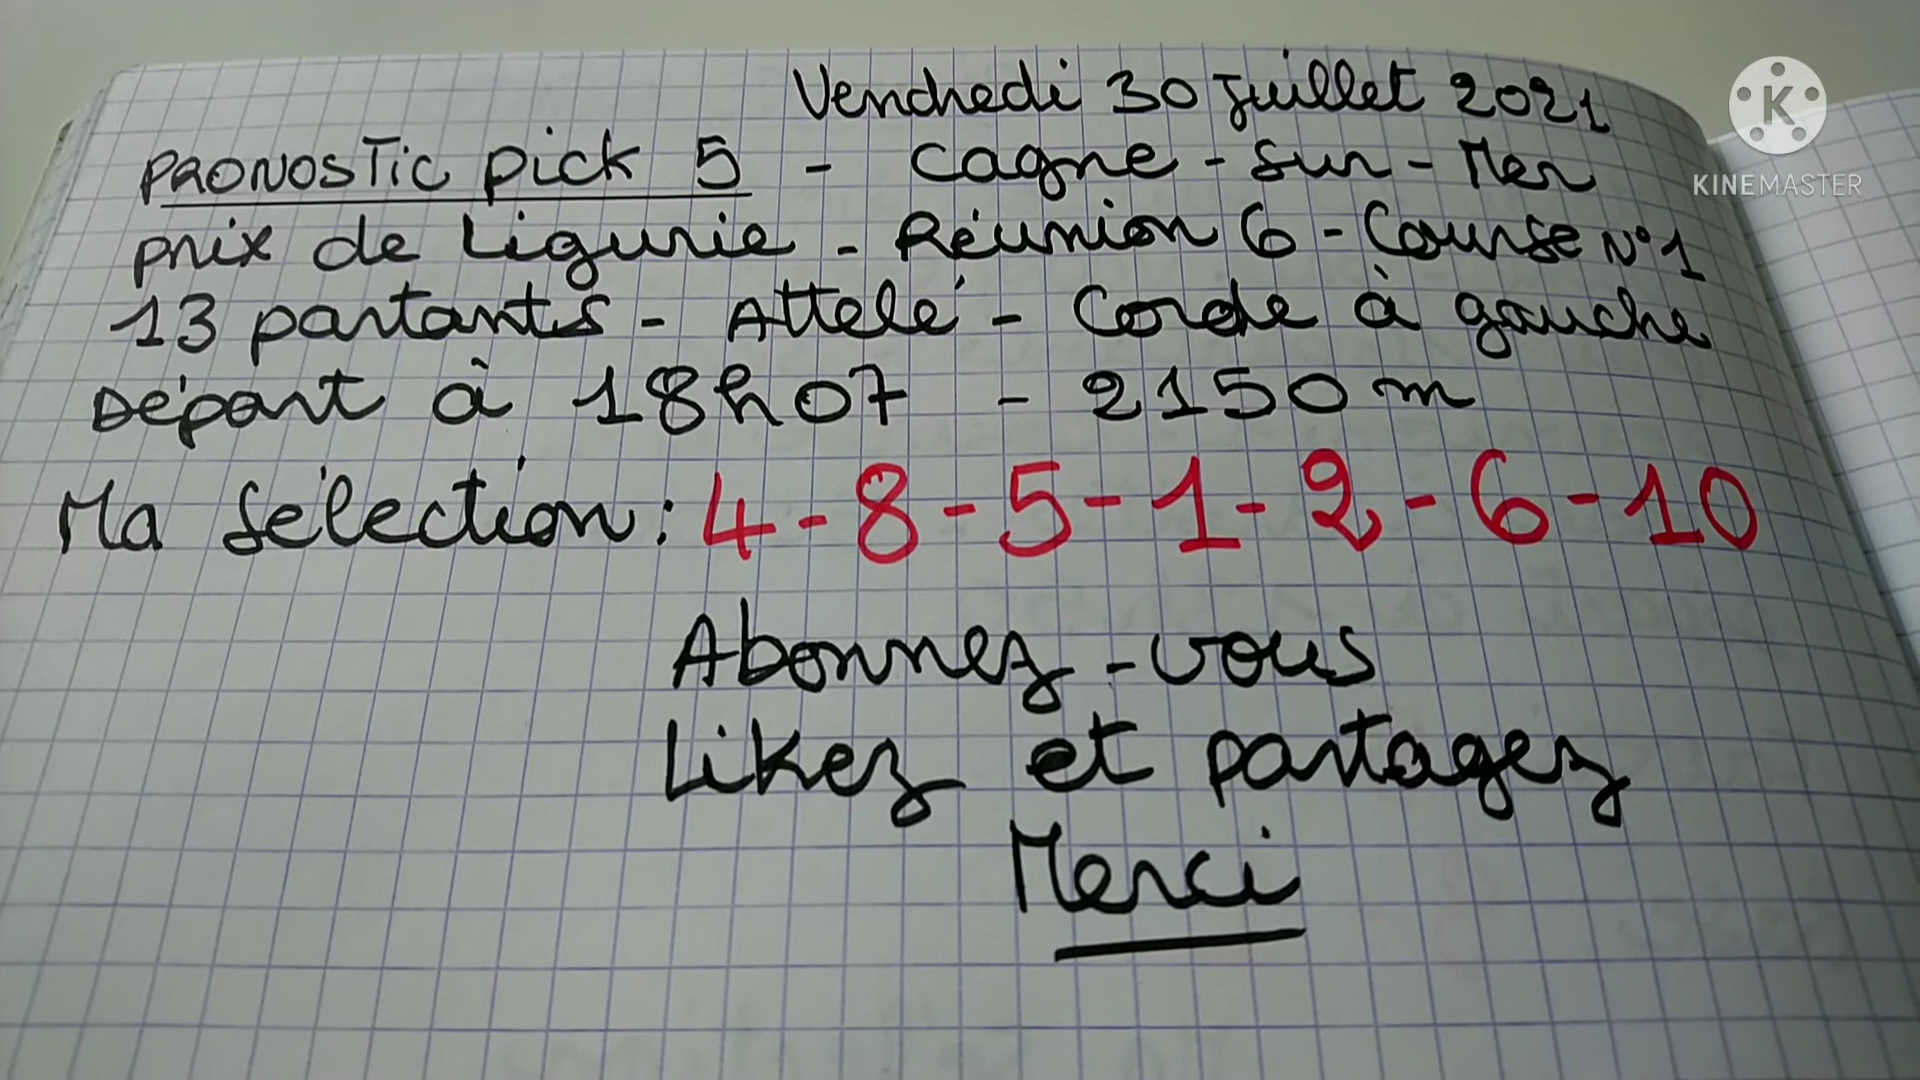 Vendredi 30 Juillet 2021
PRONOSTIC PICK 5 - Cagne-Sur-Mer
prix de Ligurie - Réunion 6 - Course N°1
13 partants - Attelé - Corde à gauche
Départ à 18h07 - 2150m
Ma Sélection : 4-8-5-1-2-6-10
Abonnez-vous
Likez et partagez
Merci
K
KINEMASTER